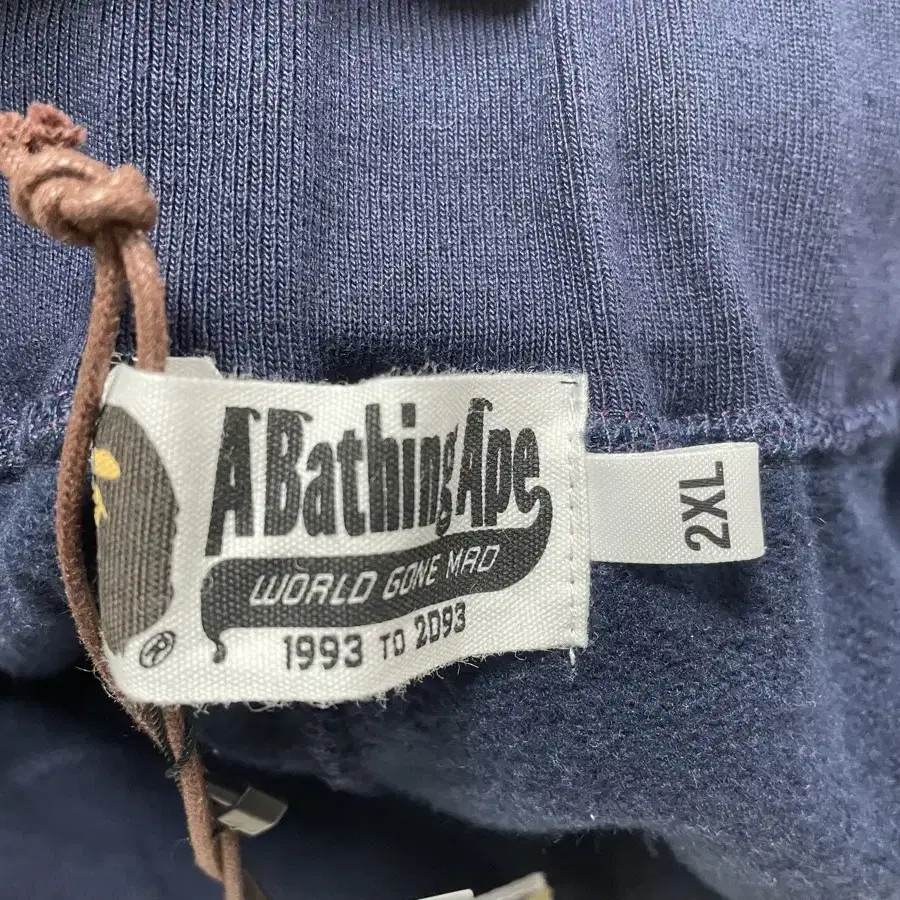 A Bathing Ape
WORLD GONE MAD
1993 TO 2093
®
2XL